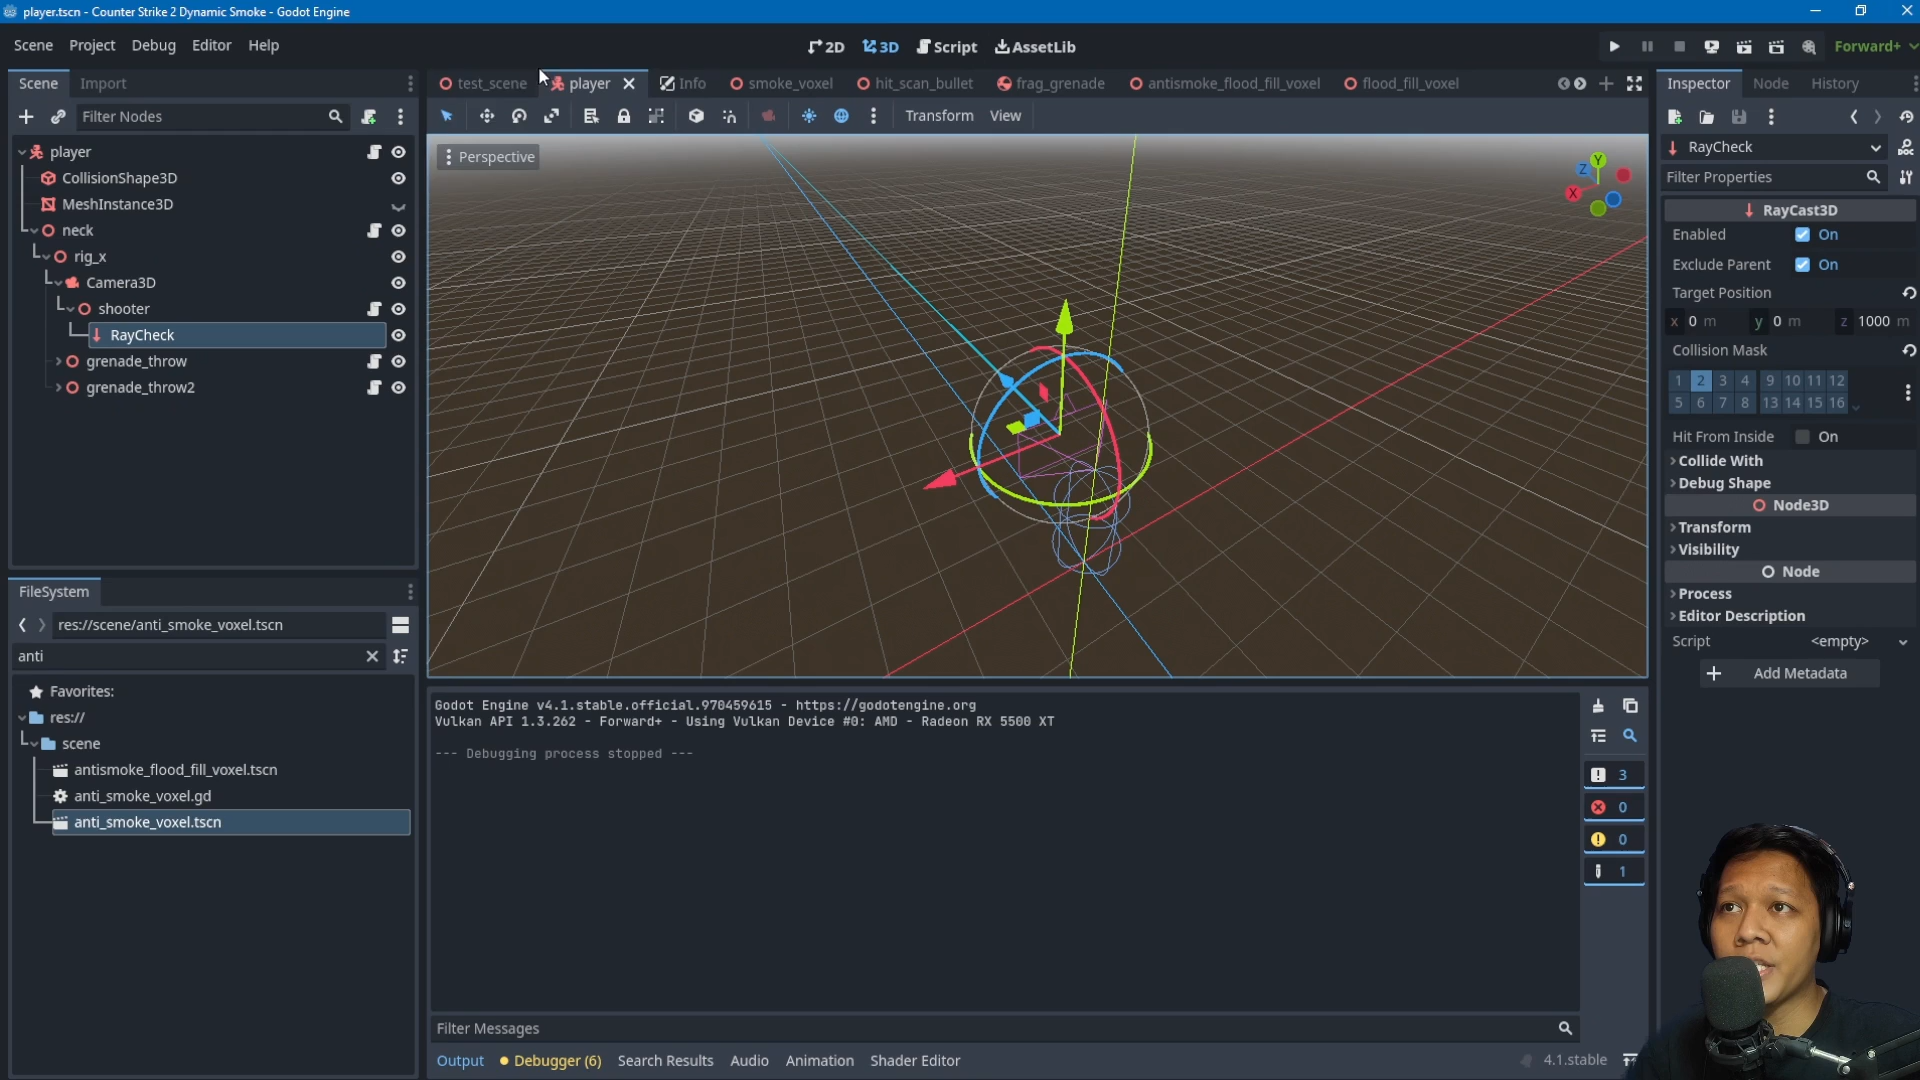 player.tscn - Counter Strike 2 Dynamic Smoke - Godot Engine
Scene Project Debug Editor Help
2D 3D Script AssetLib
Forward+
Scene Import
test_scene player Info smoke_voxel hit_scan_bullet frag_grenade antismoke_flood_fill_voxel flood_fill_voxel
Inspector Node History
Filter Nodes
Transform View
player
CollisionShape3D
MeshInstance3D
neck
rig_x
Camera3D
shooter
RayCheck
grenade_throw
grenade_throw2
Perspective
Y
Z
X
RayCheck
Filter Properties
RayCast3D
Enabled On
Exclude Parent On
Target Position
x 0 m y 0 m z 1000 m
Collision Mask
1 2 3 4 9 10 11 12
5 6 7 8 13 14 15 16
Hit From Inside On
Collide With
Debug Shape
Node3D
Transform
Visibility
Node
Process
Editor Description
Script <empty>
Add Metadata
FileSystem
res://scene/anti_smoke_voxel.tscn
anti
Favorites:
res://
scene
antismoke_flood_fill_voxel.tscn
anti_smoke_voxel.gd
anti_smoke_voxel.tscn
Godot Engine v4.1.stable.official.970459615 - https://godotengine.org
Vulkan API 1.3.262 - Forward+ - Using Vulkan Device #0: AMD - Radeon RX 5500 XT
--- Debugging process stopped ---
3
0
0
1
Filter Messages
Output Debugger (6) Search Results Audio Animation Shader Editor
4.1.stable